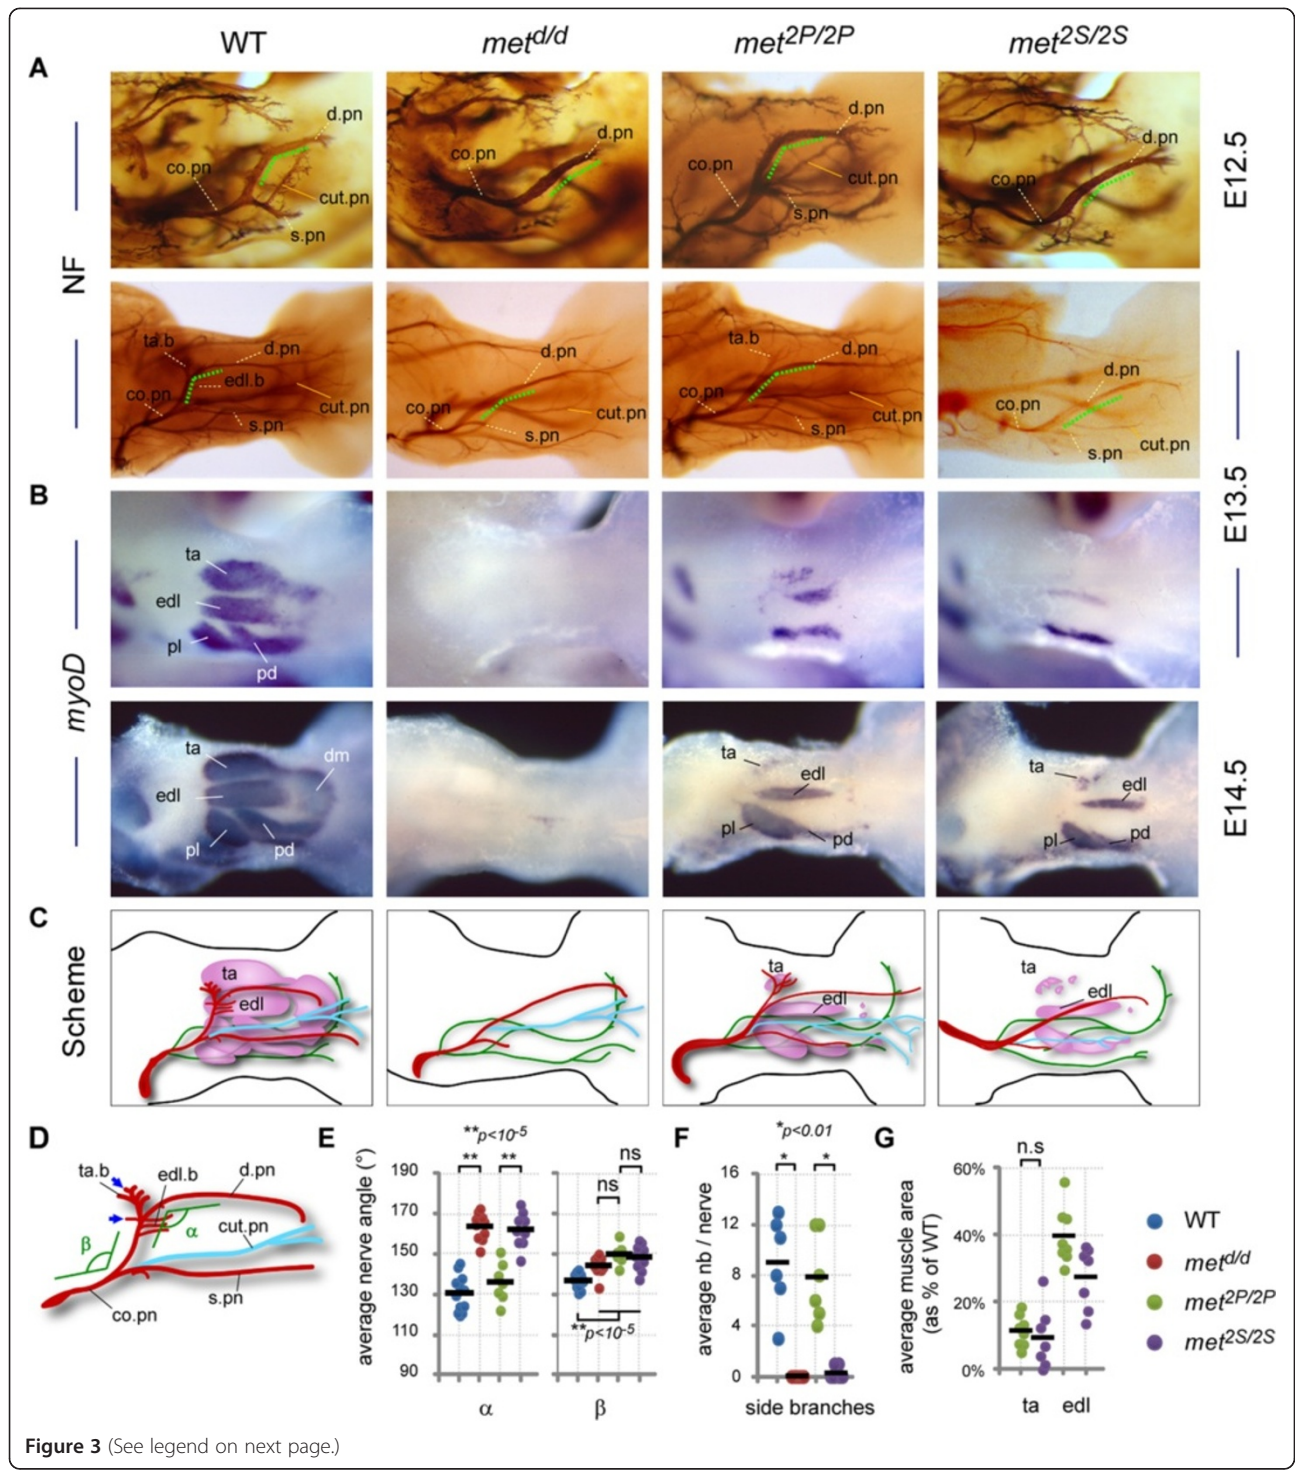 WT met^d/d met^2P/2P met^2S/2S
A
NF
E12.5
d.pn
co.pn
cut.pn
s.pn
d.pn
co.pn
d.pn
co.pn
cut.pn
s.pn
d.pn
co.pn
ta.b
d.pn
edl.b
co.pn
cut.pn
s.pn
d.pn
co.pn
cut.pn
s.pn
ta.b
d.pn
co.pn
cut.pn
s.pn
d.pn
co.pn
cut.pn
s.pn
E13.5
B
myoD
ta
edl
pl
pd
ta
dm
edl
pl
pd
ta
edl
pl
pd
ta
edl
pl
pd
E14.5
C
Scheme
ta
edl
ta
edl
ta
edl
D
ta.b
edl.b
d.pn
α
cut.pn
β
s.pn
co.pn
E
average nerve angle (°)
**p<10^-5
** **
190
170
150
130
110
90
ns
ns
**p<10^-5
α β
F
average nb / nerve
*p<0.01
* *
16
12
8
4
0
side branches
G
average muscle area
(as % of WT)
n.s
60%
40%
20%
0%
ta edl
WT
met^d/d
met^2P/2P
met^2S/2S
Figure 3 (See legend on next page.)